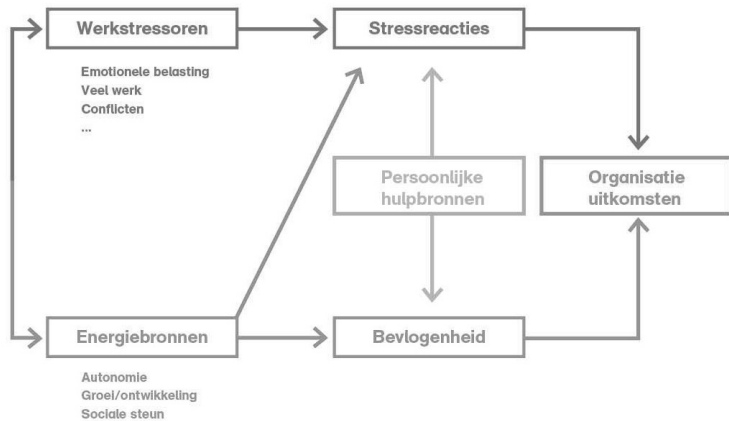 Werkstressoren
Stressreacties
Emotionele belasting
Veel werk
Conflicten
...
Persoonlijke
hulpbronnen
Organisatie
uitkomsten
Energiebronnen
Bevlogenheid
Autonomie
Groei/ontwikkeling
Sociale steun